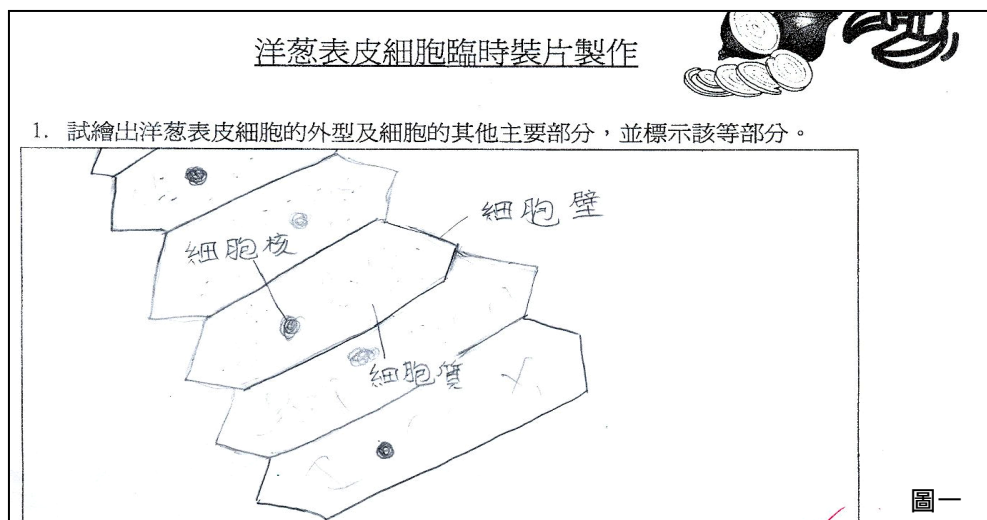 洋葱表皮細胞臨時裝片製作
1. 試繪出洋葱表皮細胞的外型及細胞的其他主要部分，並標示該等部分。
細胞壁
細胞核
細胞質
圖一